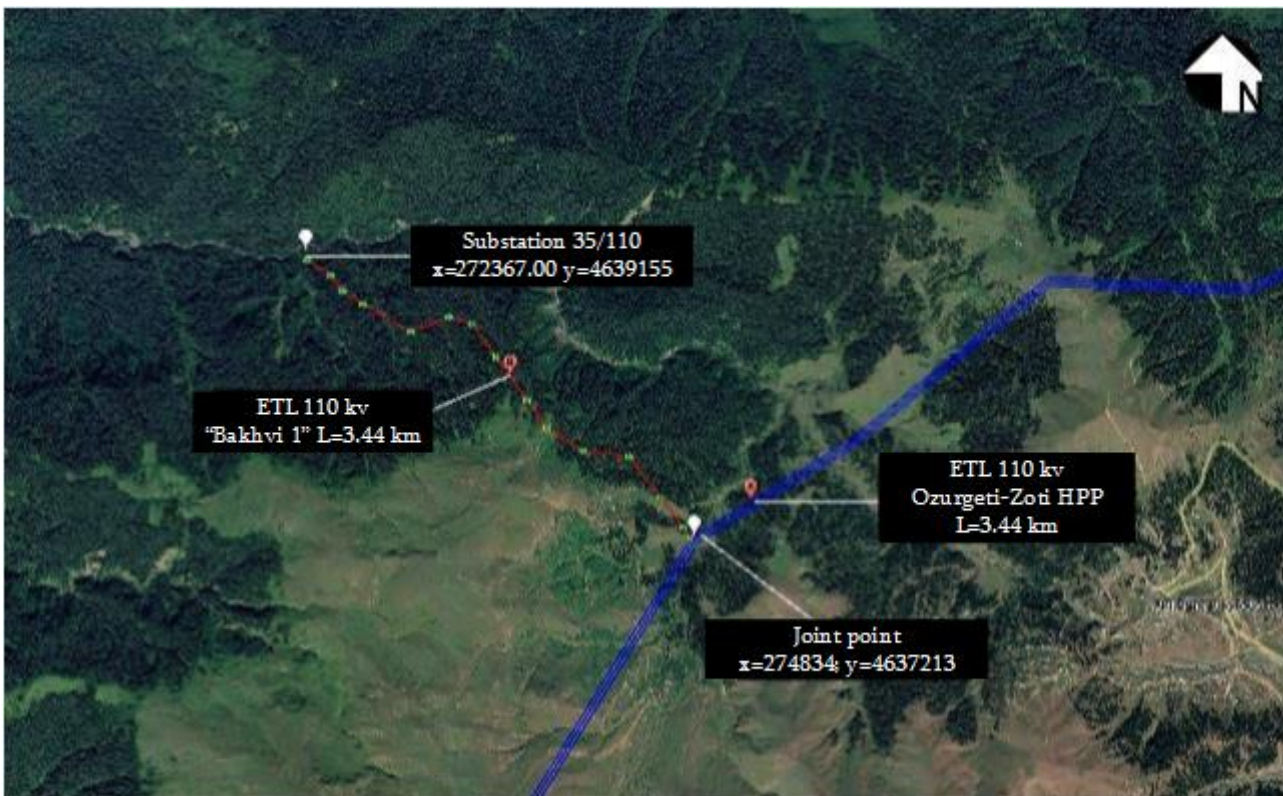 N
Substation 35/110
x=272367.00 y=4639155
ETL 110 kv
“Bakhvi 1” L=3.44 km
ETL 110 kv
Ozurgeti-Zoti HPP
L=3.44 km
Joint point
x=274834; y=4637213